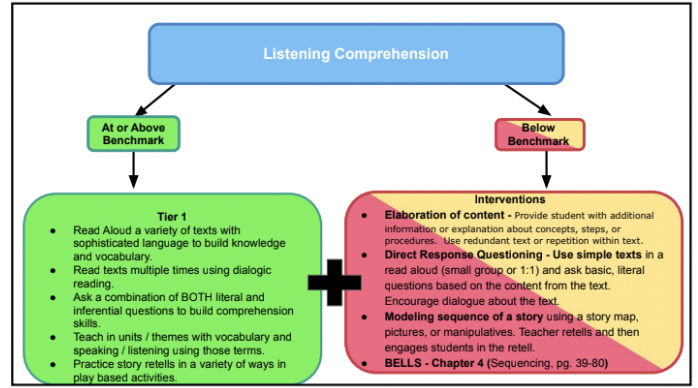 Listening Comprehension
At or Above
Benchmark
Below
Benchmark
Tier 1
● Read Aloud a variety of texts with
sophisticated language to build knowledge
and vocabulary.
● Read texts multiple times using dialogic
reading.
● Ask a combination of BOTH literal and
inferential questions to build comprehension
skills.
● Teach in units / themes with vocabulary and
speaking / listening using those terms.
● Practice story retells in a variety of ways in
play based activities.
Interventions
● Elaboration of content - Provide student with additional
information or explanation about concepts, steps, or
procedures. Use redundant text or repetition within text.
● Direct Response Questioning - Use simple texts in a
read aloud (small group or 1:1) and ask basic, literal
questions based on the content from the text.
Encourage dialogue about the text.
● Modeling sequence of a story using a story map,
pictures, or manipulatives. Teacher retells and then
engages students in the retell.
● BELLS - Chapter 4 (Sequencing, pg. 39-80)